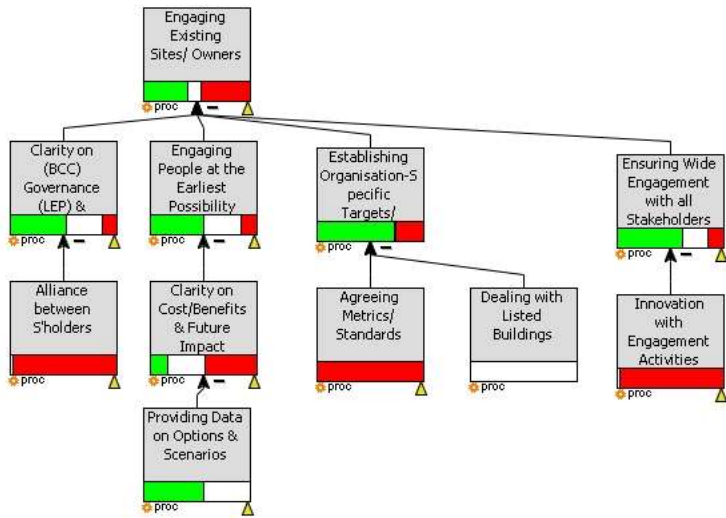 Engaging
Existing
Sites/ Owners
proc
Clarity on
(BCC)
Governance
(LEP) &
proc
Engaging
People at the
Earliest
Possibility
proc
Establishing
Organisation-S
pecific
Targets/
proc
Ensuring Wide
Engagement
with all
Stakeholders
proc
Alliance
between
S'holders
proc
Clarity on
Cost/Benefits
& Future
Impact
proc
Agreeing
Metrics/
Standards
proc
Dealing with
Listed
Buildings
proc
Innovation
with
Engagement
Activities
proc
Providing Data
on Options &
Scenarios
proc